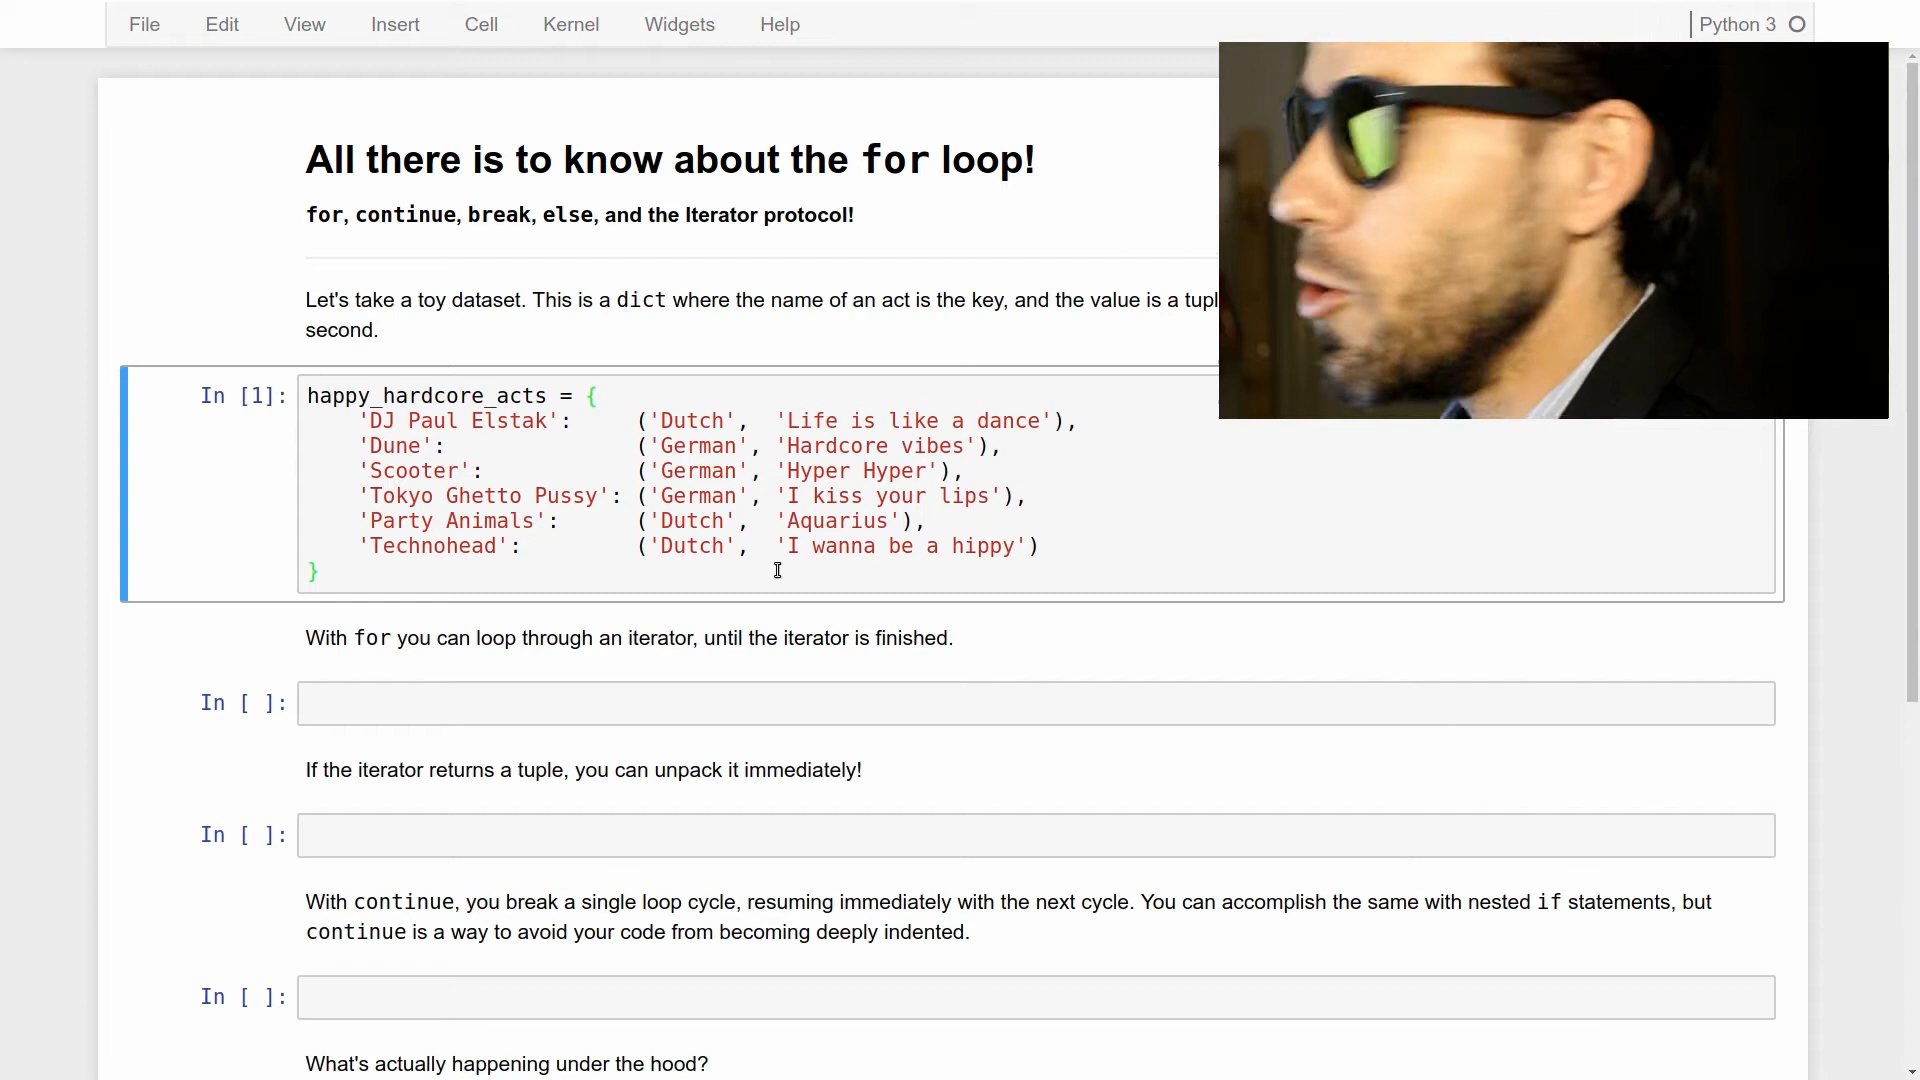 File Edit View Insert Cell Kernel Widgets Help Python 3
All there is to know about the for loop!
for, continue, break, else, and the Iterator protocol!
Let's take a toy dataset. This is a dict where the name of an act is the key, and the value is a tupl
second.
In [1]: happy_hardcore_acts = {
'DJ Paul Elstak': ('Dutch', 'Life is like a dance'),
'Dune': ('German', 'Hardcore vibes'),
'Scooter': ('German', 'Hyper Hyper'),
'Tokyo Ghetto Pussy': ('German', 'I kiss your lips'),
'Party Animals': ('Dutch', 'Aquarius'),
'Technohead': ('Dutch', 'I wanna be a hippy')
}
With for you can loop through an iterator, until the iterator is finished.
In [ ]:
If the iterator returns a tuple, you can unpack it immediately!
In [ ]:
With continue, you break a single loop cycle, resuming immediately with the next cycle. You can accomplish the same with nested if statements, but
continue is a way to avoid your code from becoming deeply indented.
In [ ]:
What's actually happening under the hood?